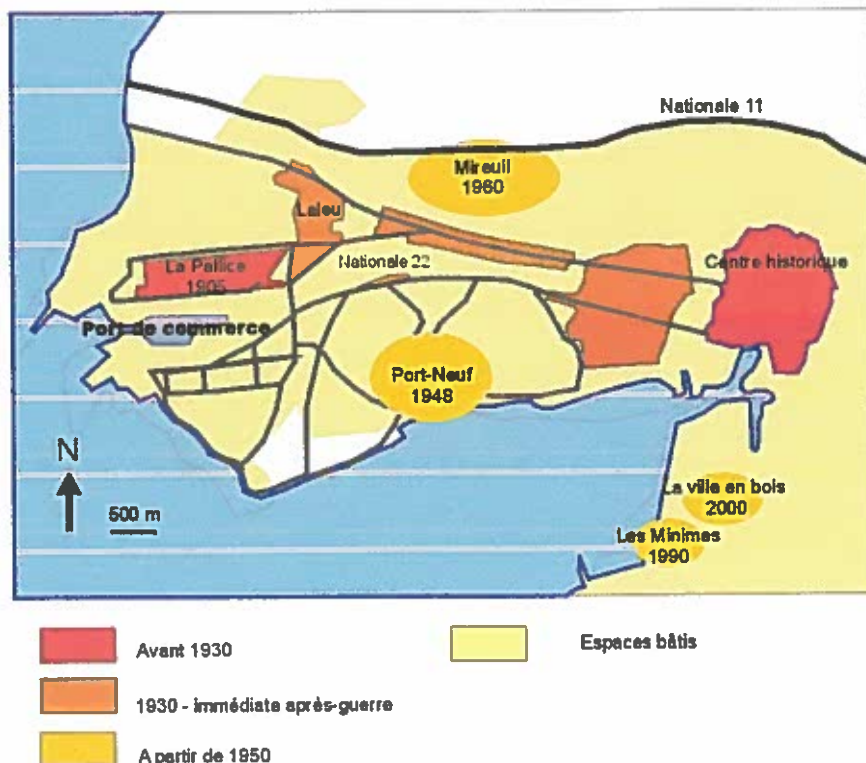 Nationale 11
Mireuil
1960
Laleu
La Pallice
1905
Nationale 22
Centre historique
Port de commerce
Port-Neuf
1948
N
500 m
La ville en bois
2000
Les Minimes
1990
Avant 1930
Espaces bâtis
1930 - immédiate après-guerre
A partir de 1950